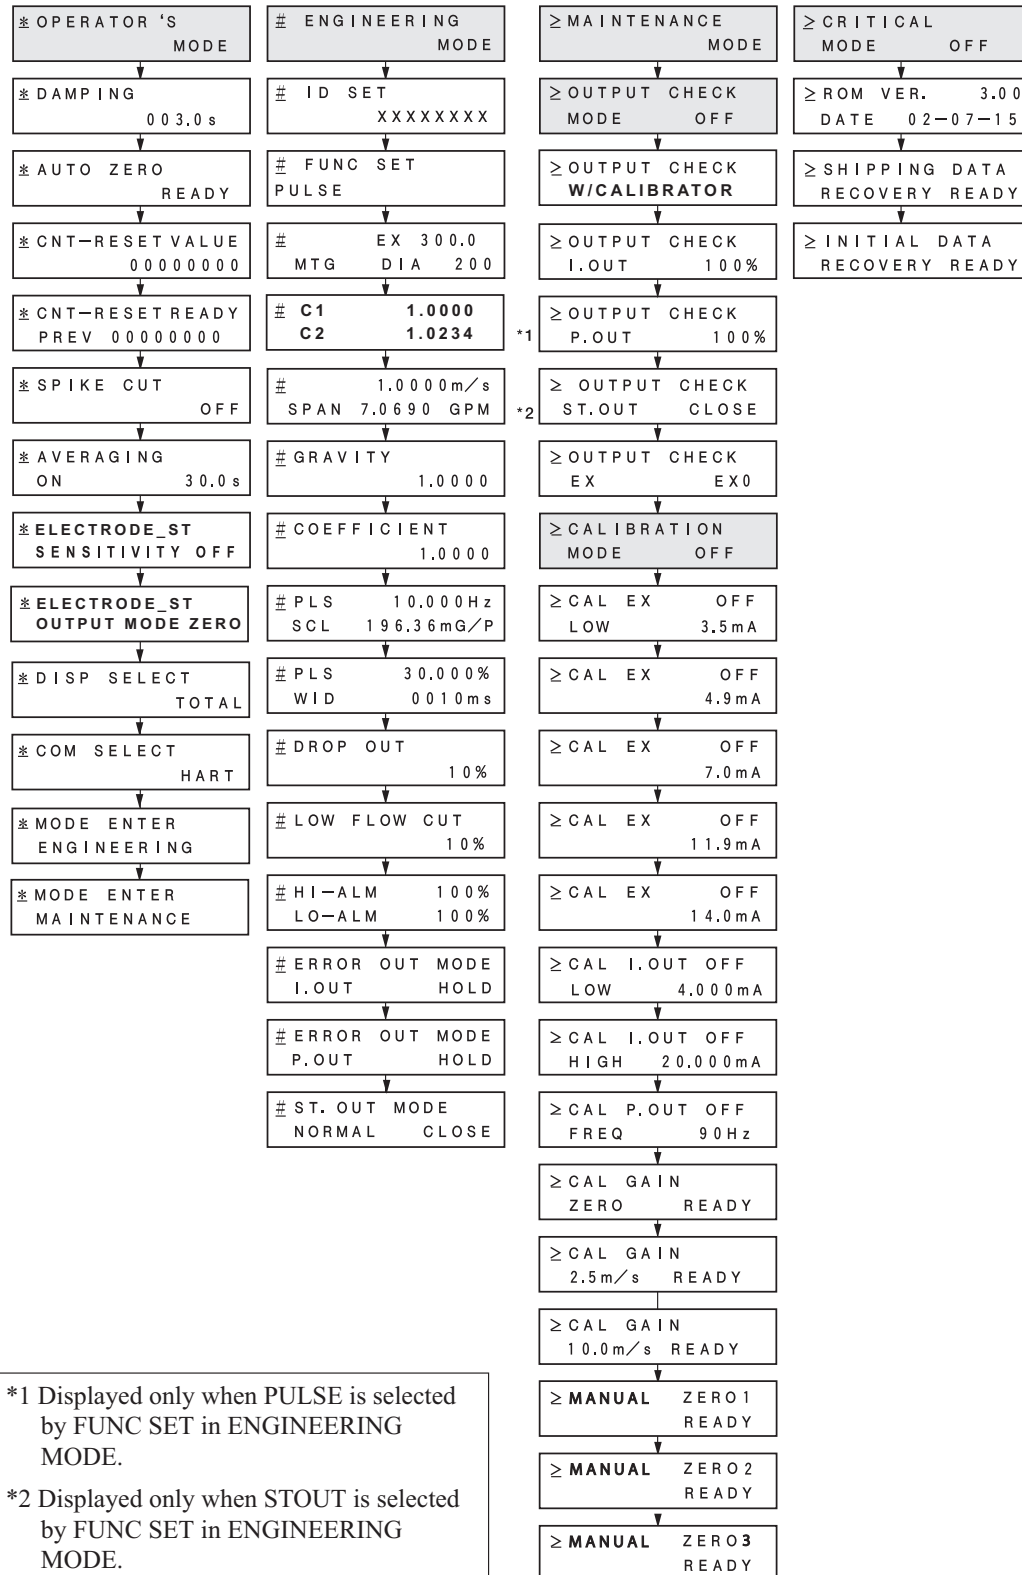 * OPERATOR 'S
MODE
* DAMPING
003.0 s
* AUTO ZERO
READY
* CNT-RESET VALUE
00000000
* CNT-RESET READY
PREV 00000000
* SPIKE CUT
OFF
* AVERAGING
ON 30.0 s
* ELECTRODE_ST
SENSITIVITY OFF
* ELECTRODE_ST
OUTPUT MODE ZERO
* DISP SELECT
TOTAL
* COM SELECT
HART
* MODE ENTER
ENGINEERING
* MODE ENTER
MAINTENANCE
# ENGINEERING
MODE
# ID SET
XXXXXXXX
# FUNC SET
PULSE
# EX 300.0
MTG DIA 200
# C1 1.0000
C2 1.0234
# 1.0000m/s
SPAN 7.0690 GPM
# GRAVITY
1.0000
# COEFFICIENT
1.0000
# PLS 10.000Hz
SCL 196.36mG/P
# PLS 30.000%
WID 0010ms
# DROP OUT
10%
# LOW FLOW CUT
10%
# HI-ALM 100%
LO-ALM 100%
# ERROR OUT MODE
I.OUT HOLD
# ERROR OUT MODE
P.OUT HOLD
# ST. OUT MODE
NORMAL CLOSE
≥ MAINTENANCE
MODE
≥ OUTPUT CHECK
MODE OFF
≥ OUTPUT CHECK
W/CALIBRATOR
≥ OUTPUT CHECK
I.OUT 100%
*1
≥ OUTPUT CHECK
P.OUT 100%
*2
≥ OUTPUT CHECK
ST.OUT CLOSE
≥ OUTPUT CHECK
EX EX0
≥ CALIBRATION
MODE OFF
≥ CAL EX OFF
LOW 3.5mA
≥ CAL EX OFF
4.9mA
≥ CAL EX OFF
7.0mA
≥ CAL EX OFF
11.9mA
≥ CAL EX OFF
14.0mA
≥ CAL I.OUT OFF
LOW 4.000mA
≥ CAL I.OUT OFF
HIGH 20.000mA
≥ CAL P.OUT OFF
FREQ 90Hz
≥ CAL GAIN
ZERO READY
≥ CAL GAIN
2.5m/s READY
≥ CAL GAIN
10.0m/s READY
≥ MANUAL ZERO1
READY
≥ MANUAL ZERO2
READY
≥ MANUAL ZERO3
READY
≥ CRITICAL
MODE OFF
≥ ROM VER. 3.00
DATE 02-07-15
≥ SHIPPING DATA
RECOVERY READY
≥ INITIAL DATA
RECOVERY READY
*1 Displayed only when PULSE is selected
by FUNC SET in ENGINEERING
MODE.
*2 Displayed only when STOUT is selected
by FUNC SET in ENGINEERING
MODE.